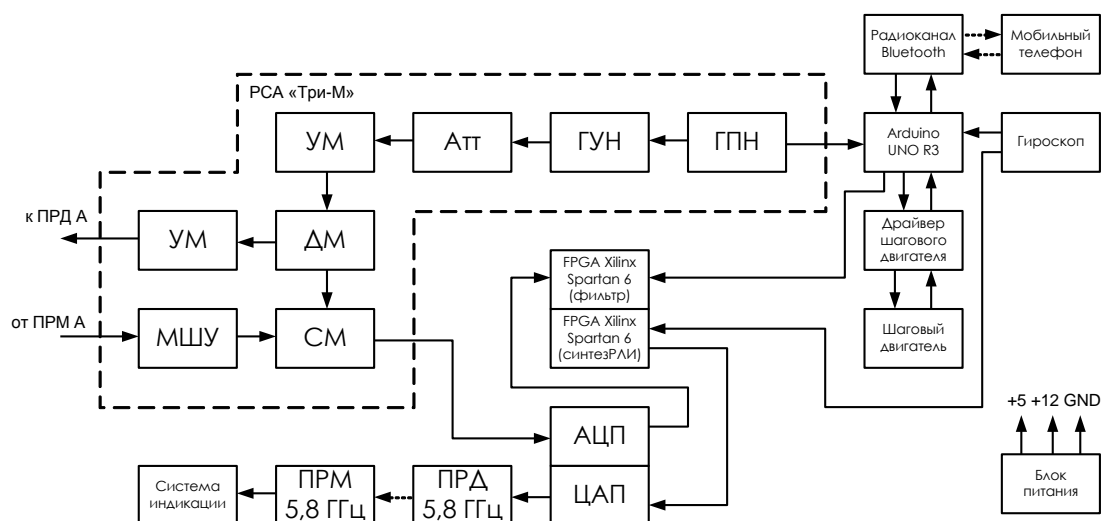 Радиоканал
Bluetooth
Мобильный
телефон
РСА «Три-М»
УМ
Атт
ГУН
ГПН
Arduino
UNO R3
Гироскоп
к ПРД А
УМ
ДМ
Драйвер
шагового
двигателя
FPGA Xilinx
Spartan 6
(фильтр)
от ПРМ А
МШУ
СМ
FPGA Xilinx
Spartan 6
(синтезРЛИ)
Шаговый
двигатель
+5 +12 GND
АЦП
Система
индикации
ПРМ
5,8 ГГц
ПРД
5,8 ГГц
ЦАП
Блок
питания